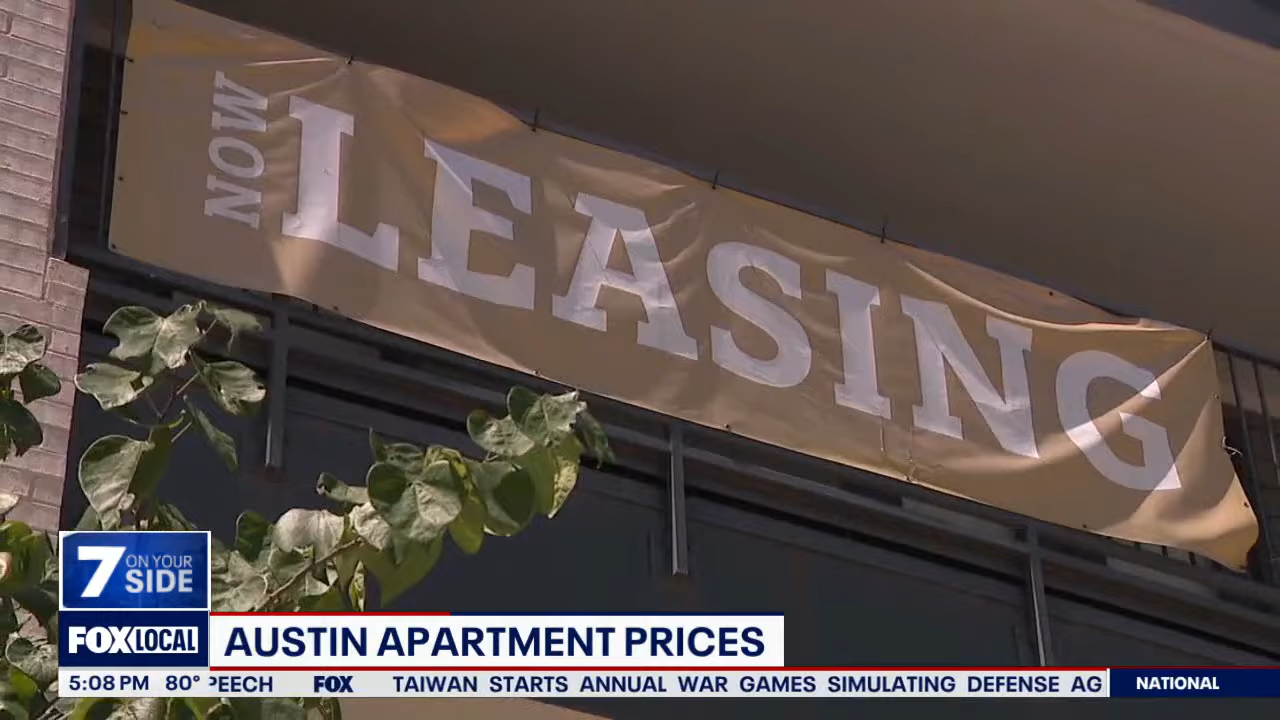 NOW
LEASING
7 ON YOUR SIDE
FOX LOCAL
AUSTIN APARTMENT PRICES
5:08 PM 80° PEECH FOX TAIWAN STARTS ANNUAL WAR GAMES SIMULATING DEFENSE AG NATIONAL